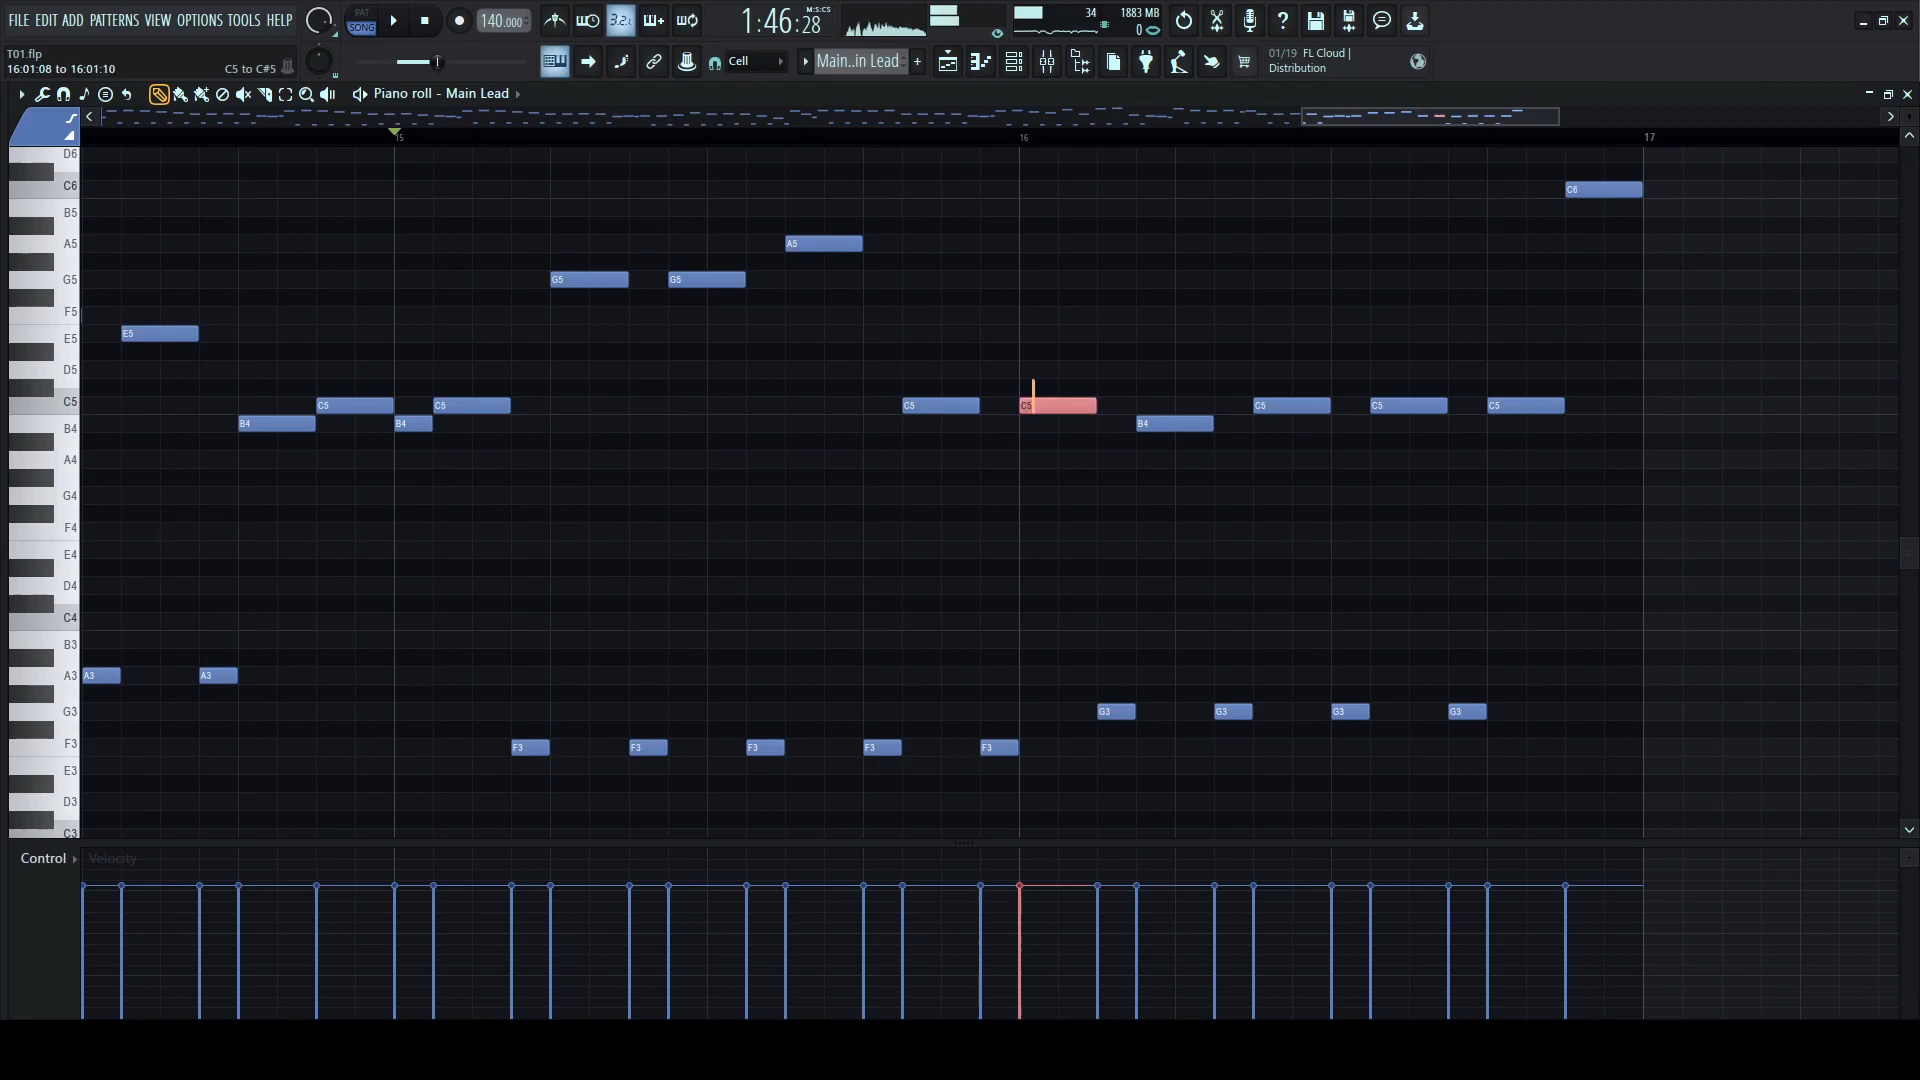 FILE EDIT ADD PATTERNS VIEW OPTIONS TOOLS HELP
PAT
SONG
140.000
3.2.
1:46:28
M:S:CS
34
1883 MB
0
T01.flp
16:01:08 to 16:01:10
C5 to C#5
Cell
Main..in Lead
+
01/19 FL Cloud |
Distribution
Piano roll - Main Lead
15
16
17
D6
C6
C6
B5
A5
A5
G5
G5
G5
F5
E5
E5
D5
C5
C5
C5
C5
C5
C5
C5
C5
B4
B4
B4
B4
A4
G4
F4
E4
D4
C4
B3
A3
A3
A3
G3
G3
G3
G3
G3
F3
F3
F3
F3
F3
F3
E3
D3
C3
Control
Velocity